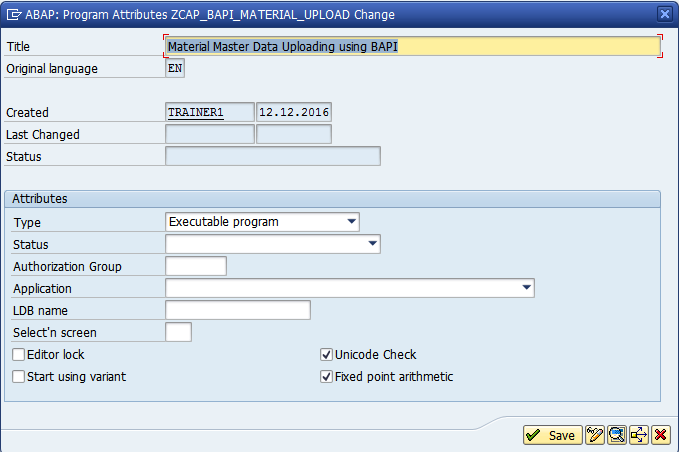 ABAP: Program Attributes ZCAP_BAPI_MATERIAL_UPLOAD Change
Title Material Master Data Uploading using BAPI
Original language EN
Created TRAINER1 12.12.2016
Last Changed
Status
Attributes
Type Executable program
Status
Authorization Group
Application
LDB name
Select'n screen
Editor lock Unicode Check
Start using variant Fixed point arithmetic
Save